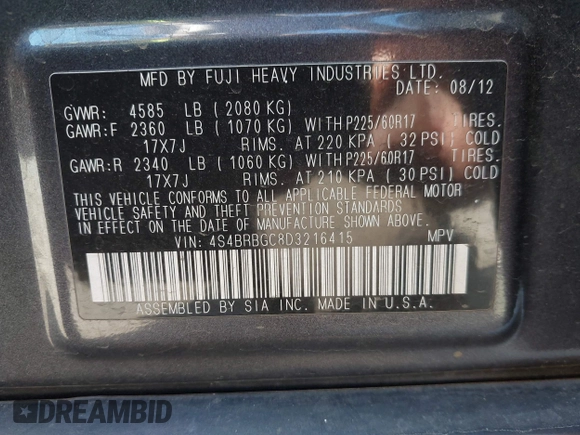 MFD BY FUJI HEAVY INDUSTRIES LTD.
DATE: 08/12
GVWR: 4585 LB (2080 KG)
GAWR:F 2360 LB (1070 KG) WITH P225/60R17 TIRES.
17X7J RIMS. AT 220 KPA (32 PSI) COLD
GAWR:R 2340 LB (1060 KG) WITH P225/60R17 TIRES.
17X7J RIMS. AT 210 KPA (30 PSI) COLD
THIS VEHICLE CONFORMS TO ALL APPLICABLE FEDERAL MOTOR
VEHICLE SAFETY AND THEFT PREVENTION STANDARDS
IN EFFECT ON THE DATE OF MANUFACTURE SHOWN ABOVE.
VIN: 4S4BRBGC8D3216415 MPV
ASSEMBLED BY SIA INC. MADE IN U.S.A.
DREAMBID